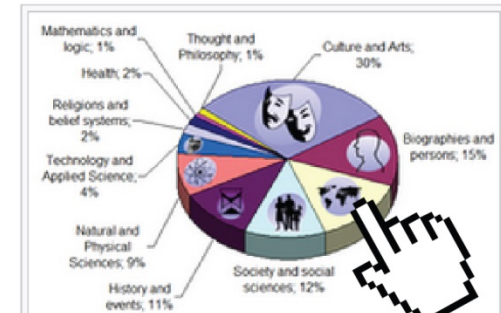 Mathematics and
logic; 1%
Thought and
Philosophy; 1%
Culture and Arts;
30%
Health; 2%
Religions and
belief systems;
2%
Biographies and
persons; 15%
Technology and
Applied Science;
4%
Natural and
Physical
Sciences; 9%
Society and social
sciences; 12%
History and
events; 11%